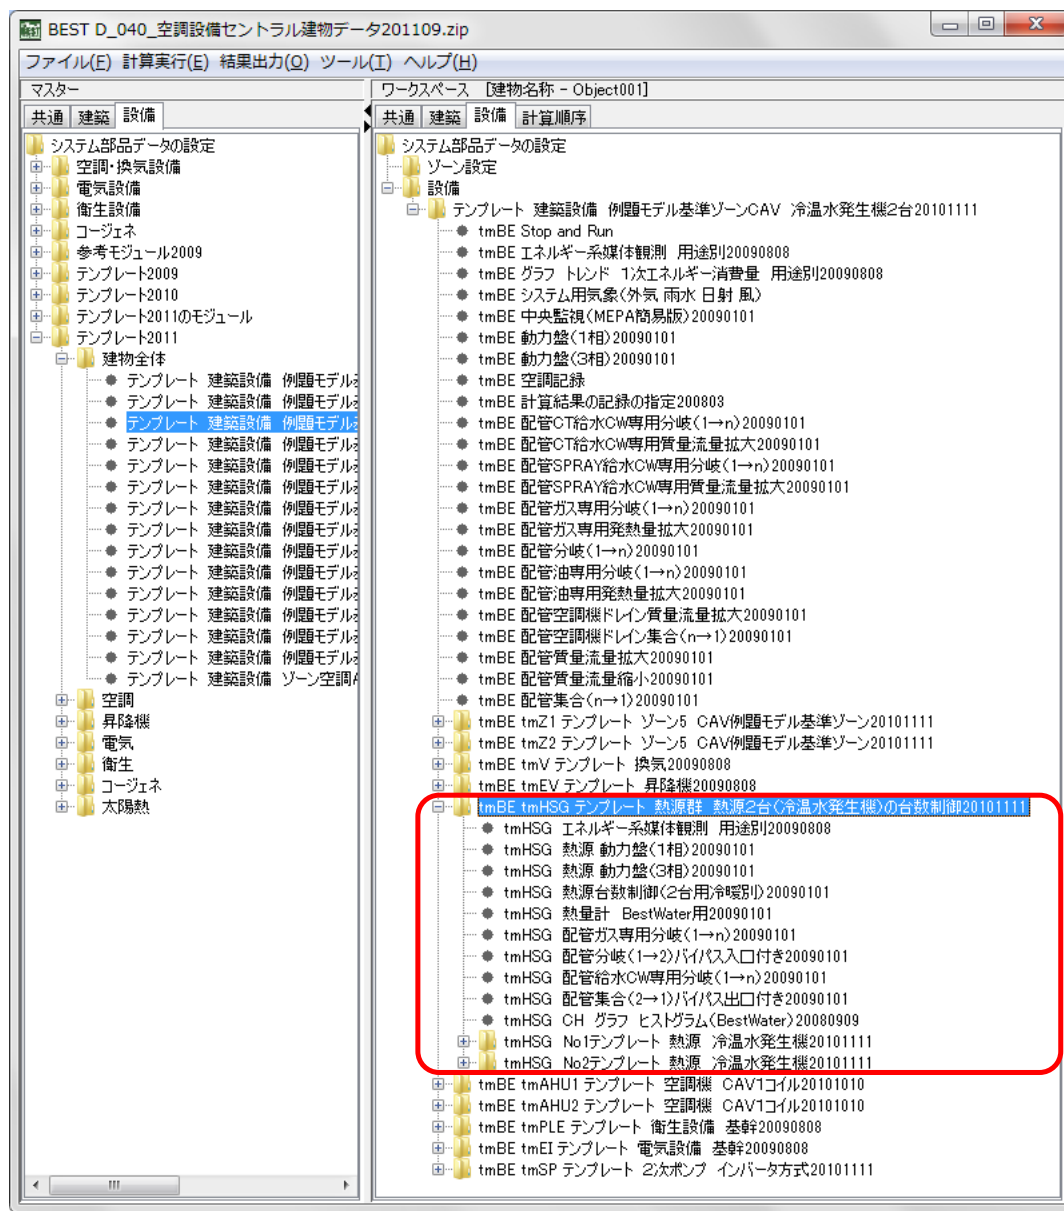 BEST D_040_空調設備セントラル建物データ201109.zip
ファイル(F) 計算実行(E) 結果出力(O) ツール(T) ヘルプ(H)
マスター
共通 建築 設備
システム部品データの設定
空調・換気設備
電気設備
衛生設備
コージェネ
参考モジュール2009
テンプレート2009
テンプレート2010
テンプレート2011のモジュール
テンプレート2011
建物全体
テンプレート 建築設備 例題モデル
テンプレート 建築設備 例題モデル
テンプレート 建築設備 例題モデル
テンプレート 建築設備 例題モデル
テンプレート 建築設備 例題モデル
テンプレート 建築設備 例題モデル
テンプレート 建築設備 例題モデル
テンプレート 建築設備 例題モデル
テンプレート 建築設備 例題モデル
テンプレート 建築設備 例題モデル
テンプレート 建築設備 例題モデル
テンプレート 建築設備 例題モデル
テンプレート 建築設備 例題モデル
テンプレート 建築設備 例題モデル
テンプレート 建築設備 ゾーン空調
空調
昇降機
電気
衛生
コージェネ
太陽熱
ワークスペース [建物名称 - Object001]
共通 建築 設備 計算順序
システム部品データの設定
ゾーン設定
設備
テンプレート 建築設備 例題モデル基準ゾーンCAV 冷温水発生機2台20101111
tmBE Stop and Run
tmBE エネルギー系媒体観測 用途別20090808
tmBE グラフ トレンド 1次エネルギー消費量 用途別20090808
tmBE システム用気象(外気 雨水 日射 風)
tmBE 中央監視(MEPA簡易版)20090101
tmBE 動力盤(1相)20090101
tmBE 動力盤(3相)20090101
tmBE 空調記録
tmBE 計算結果の記録の指定200803
tmBE 配管CT給水CW専用分岐(1→n)20090101
tmBE 配管CT給水CW専用質量流量拡大20090101
tmBE 配管SPRAY給水CW専用分岐(1→n)20090101
tmBE 配管SPRAY給水CW専用質量流量拡大20090101
tmBE 配管ガス専用分岐(1→n)20090101
tmBE 配管ガス専用発熱量拡大20090101
tmBE 配管分岐(1→n)20090101
tmBE 配管油専用分岐(1→n)20090101
tmBE 配管油専用発熱量拡大20090101
tmBE 配管空調機ドレイン質量流量拡大20090101
tmBE 配管空調機ドレイン集合(n→1)20090101
tmBE 配管質量流量拡大20090101
tmBE 配管質量流量縮小20090101
tmBE 配管集合(n→1)20090101
tmBE tmZ1 テンプレート ゾーン5 CAV例題モデル基準ゾーン20101111
tmBE tmZ2 テンプレート ゾーン5 CAV例題モデル基準ゾーン20101111
tmBE tmV テンプレート 換気20090808
tmBE tmEV テンプレート 昇降機20090808
tmBE tmHSG テンプレート 熱源群 熱源2台(冷温水発生機)の台数制御20101111
tmHSG エネルギー系媒体観測 用途別20090808
tmHSG 熱源 動力盤(1相)20090101
tmHSG 熱源 動力盤(3相)20090101
tmHSG 熱源台数制御(2台用冷暖別)20090101
tmHSG 熱量計 BestWater用20090101
tmHSG 配管ガス専用分岐(1→n)20090101
tmHSG 配管分岐(1→2)バイパス入口付き20090101
tmHSG 配管給水CW専用分岐(1→n)20090101
tmHSG 配管集合(2→1)バイパス出口付き20090101
tmHSG CH グラフ ヒストグラム(BestWater)20080909
tmHSG No1テンプレート 熱源 冷温水発生機20101111
tmHSG No2テンプレート 熱源 冷温水発生機20101111
tmBE tmAHU1 テンプレート 空調機 CAV1コイル20101010
tmBE tmAHU2 テンプレート 空調機 CAV1コイル20101010
tmBE tmPLE テンプレート 衛生設備 基幹20090808
tmBE tmEI テンプレート 電気設備 基幹20090808
tmBE tmSP テンプレート 2次ポンプ インバータ方式20101111